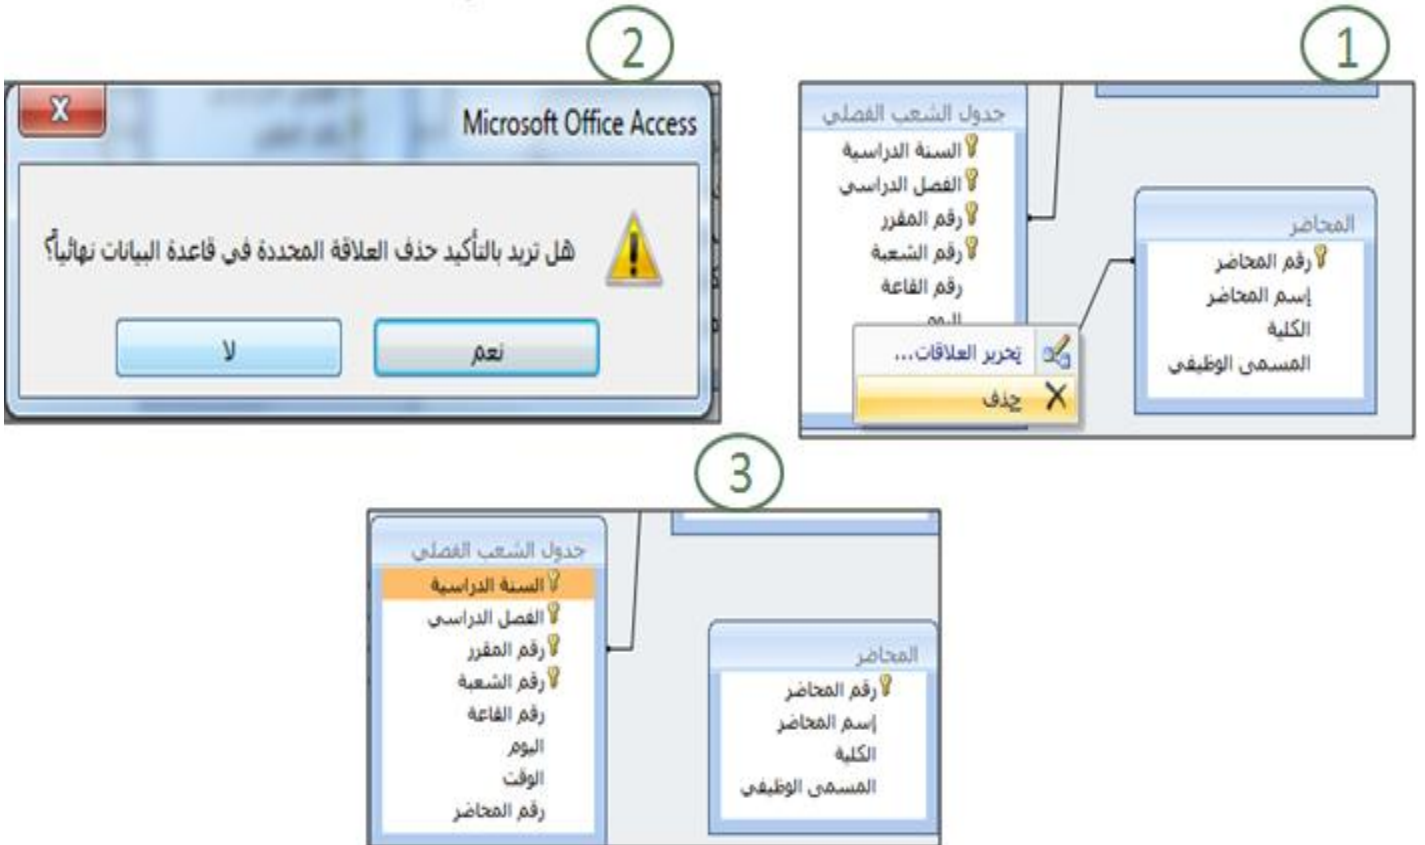 1
جدول الشعب الفصلي
السنة الدراسية
الفصل الدراسي
رقم المقرر
رقم الشعبة
رقم القاعة
اليوم
المحاضر
رقم المحاضر
إسم المحاضر
الكلية
المسمى الوظيفي
تحرير العلاقات...
حذف
2
Microsoft Office Access
هل تريد بالتأكيد حذف العلاقة المحددة في قاعدة البيانات نهائياً؟
نعم
لا
3
جدول الشعب الفصلي
السنة الدراسية
الفصل الدراسي
رقم المقرر
رقم الشعبة
رقم القاعة
اليوم
الوقت
رقم المحاضر
المحاضر
رقم المحاضر
إسم المحاضر
الكلية
المسمى الوظيفي